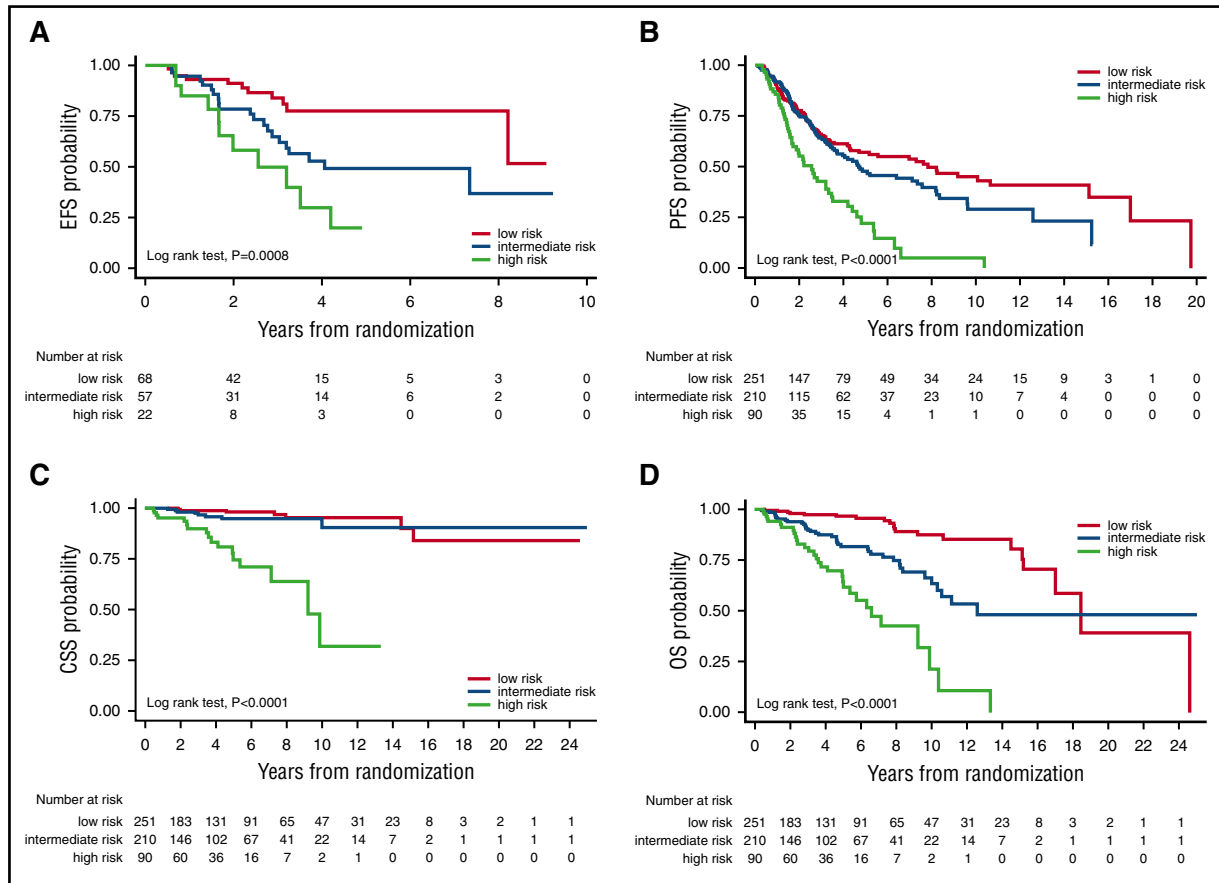 A
1.00
0.75
0.50
0.25
0.00
EFS probability
low risk
intermediate risk
high risk
Log rank test, P=0.0008
0 2 4 6 8 10
Years from randomization
Number at risk
low risk 68 42 15 5 3 0
intermediate risk 57 31 14 6 2 0
high risk 22 8 3 0 0 0
B
1.00
0.75
0.50
0.25
0.00
PFS probability
low risk
intermediate risk
high risk
Log rank test, P<0.0001
0 2 4 6 8 10 12 14 16 18 20
Years from randomization
Number at risk
low risk 251 147 79 49 34 24 15 9 3 1 0
intermediate risk 210 115 62 37 23 10 7 4 0 0 0
high risk 90 35 15 4 1 1 0 0 0 0 0
C
1.00
0.75
0.50
0.25
0.00
CSS probability
low risk
intermediate risk
high risk
Log rank test, P<0.0001
0 2 4 6 8 10 12 14 16 18 20 22 24
Years from randomization
Number at risk
low risk 251 183 131 91 65 47 31 23 8 3 2 1 1
intermediate risk 210 146 102 67 41 22 14 7 2 1 1 1 1
high risk 90 60 36 16 7 2 1 0 0 0 0 0 0
D
1.00
0.75
0.50
0.25
0.00
OS probability
low risk
intermediate risk
high risk
Log rank test, P<0.0001
0 2 4 6 8 10 12 14 16 18 20 22 24
Years from randomization
Number at risk
low risk 251 183 131 91 65 47 31 23 8 3 2 1 1
intermediate risk 210 146 102 67 41 22 14 7 2 1 1 1 1
high risk 90 60 36 16 7 2 1 0 0 0 0 0 0